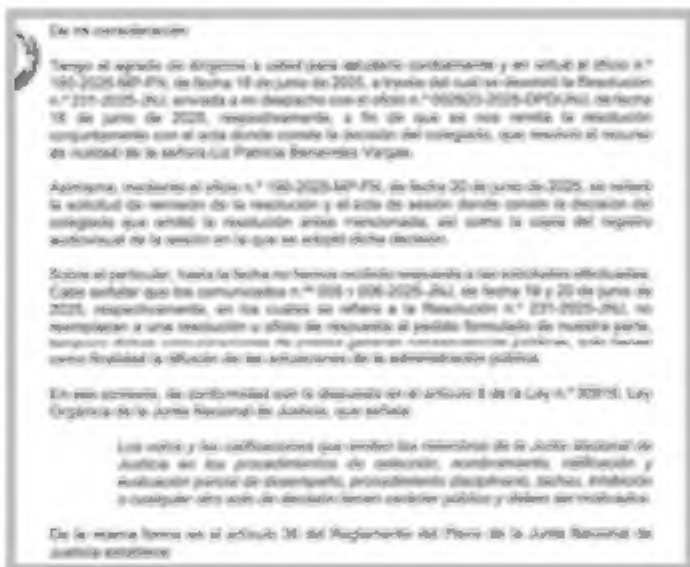 De mi consideración:
Tengo el agrado de dirigirme a usted para saludarlo cordialmente y en virtud al oficio n.°
-2025-MP-FN, de fecha 18 de junio de 2025, a través del cual se la Resolución
n.° 231-2025-JNJ, enviada a mi despacho con el oficio n.° de fecha
18 de junio de 2025, respectivamente, a fin de que se nos remita la resolución
conjuntamente con el acta donde conste la decisión del colegiado, que resolvió el recurso
de nulidad de la señora Liz Patricia Benavides Vargas.
Asimismo, mediante el oficio n.° -2025-MP-FN, de fecha 20 de junio de 2025, se reiteró
la solicitud de remisión de la resolución y el acta de sesión donde conste la decisión del
colegiado que emitió la resolución antes mencionada, así como la copia del registro
audiovisual de la sesión en la que se adoptó dicha decisión.
Sobre el particular, hasta la fecha no hemos recibido respuesta a las solicitudes efectuadas.
Cabe señalar que los comunicados n.° y 006-2025-JNJ, de fecha 19 y 20 de junio de
2025, respectivamente, en los cuales se refiere a la Resolución n.° 231-2025-JNJ, no
reemplazan a una resolución u oficio de respuesta al pedido formulado de nuestra parte,
tampoco dichas comunicaciones de prensa generan consecuencias jurídicas, solo tienen
como finalidad la difusión de las actuaciones de la administración pública.
En ese contexto, de conformidad con lo dispuesto en el artículo 6 de la Ley n.° 30916, Ley
Orgánica de la Junta Nacional de Justicia, que señala:
Los votos y las calificaciones que emiten los miembros de la Junta Nacional de
Justicia en los procedimientos de selección, nombramiento, ratificación y
evaluación parcial de desempeño, procedimiento disciplinario, tachas, inhibición
o cualquier otro acto de decisión tienen carácter público y deben ser motivados.
De la misma forma en el artículo 38 del Reglamento del Pleno de la Junta Nacional de
Justicia establece: